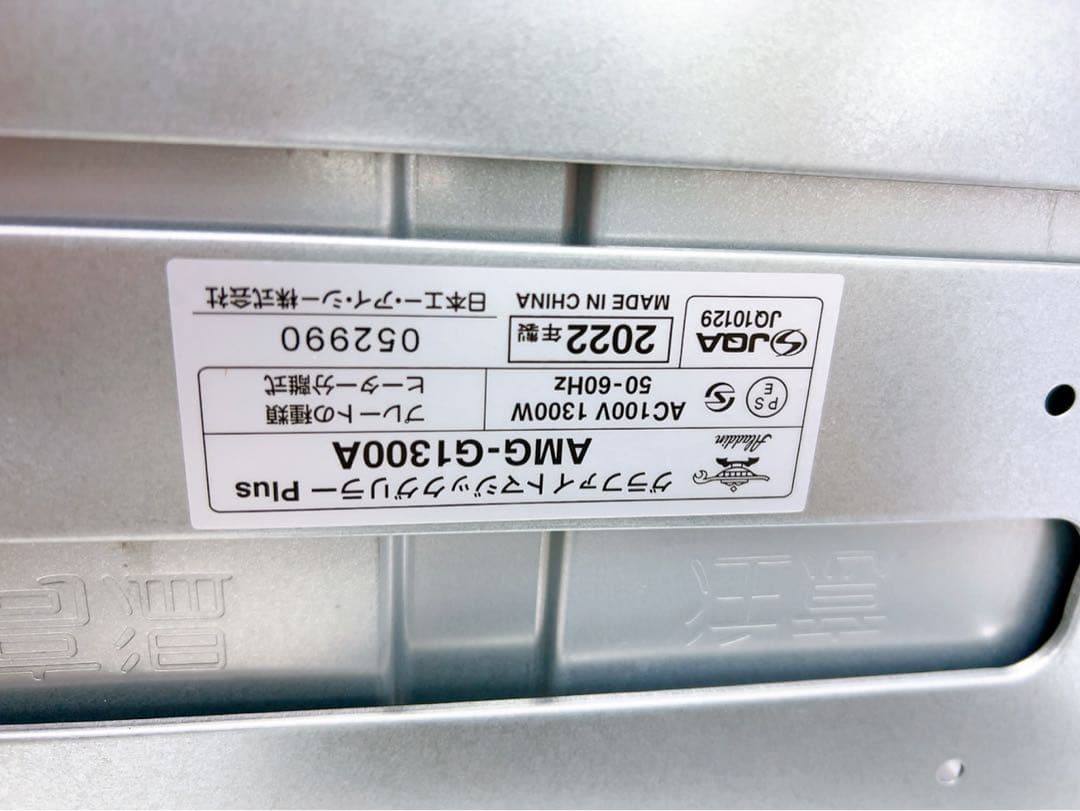 Aladdin
グラファイトマジックグリラー Plus
AMG-G1300A
PS E
AC100V 1300W
50-60Hz
プレートの種類
ヒーター分離式
JQA
JQ10129
2022年製
MADE IN CHINA
052990
日本エー・アイ・シー株式会社